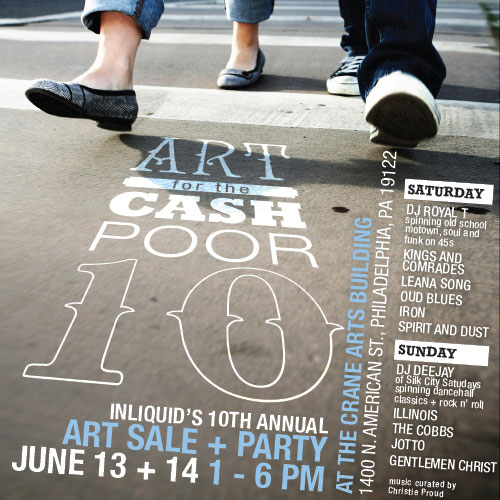 ART
for the
CASH
POOR
10
INLIQUID'S 10TH ANNUAL
ART SALE + PARTY
JUNE 13 + 14 1 - 6 PM
AT THE CRANE ARTS BUILDING
1400 N. AMERICAN ST., PHILADELPHIA, PA 19122
SATURDAY
DJ ROYAL T
spinning old school
motown, soul and
funk on 45s
KINGS AND
COMRADES
LEANA SONG
OUD BLUES
IRON
SPIRIT AND DUST
SUNDAY
DJ DEEJAY
of Silk City Satudays
spinning dancehall
classics + rock n' roll
ILLINOIS
THE COBBS
JOTTO
GENTLEMEN CHRIST
music curated by
Christie Proud